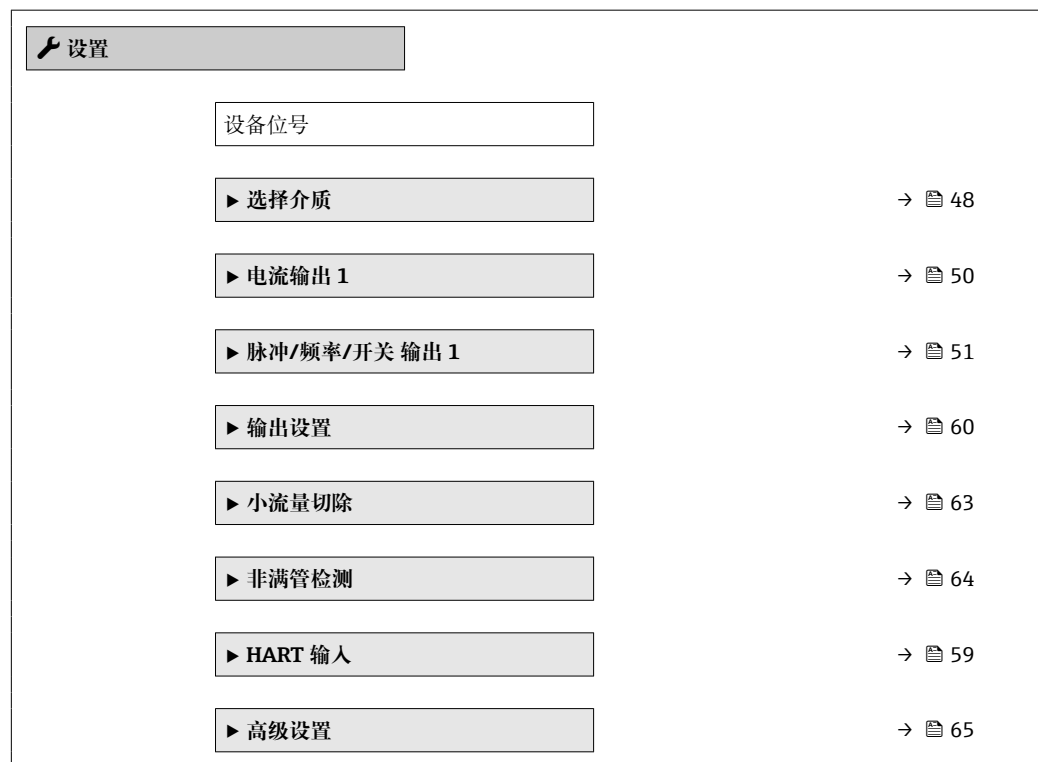 设置
设备位号
▶ 选择介质 → 48
▶ 电流输出 1 → 50
▶ 脉冲/频率/开关 输出 1 → 51
▶ 输出设置 → 60
▶ 小流量切除 → 63
▶ 非满管检测 → 64
▶ HART 输入 → 59
▶ 高级设置 → 65